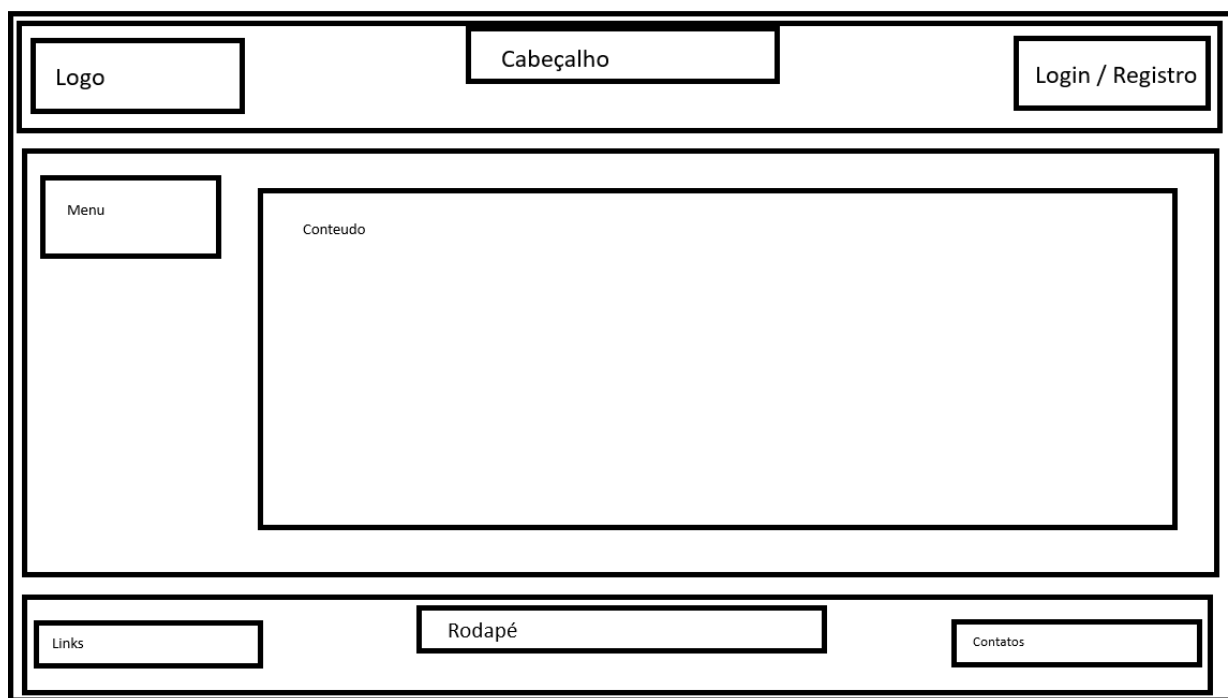 Logo
Cabeçalho
Login / Registro
Menu
Conteudo
Links
Rodapé
Contatos